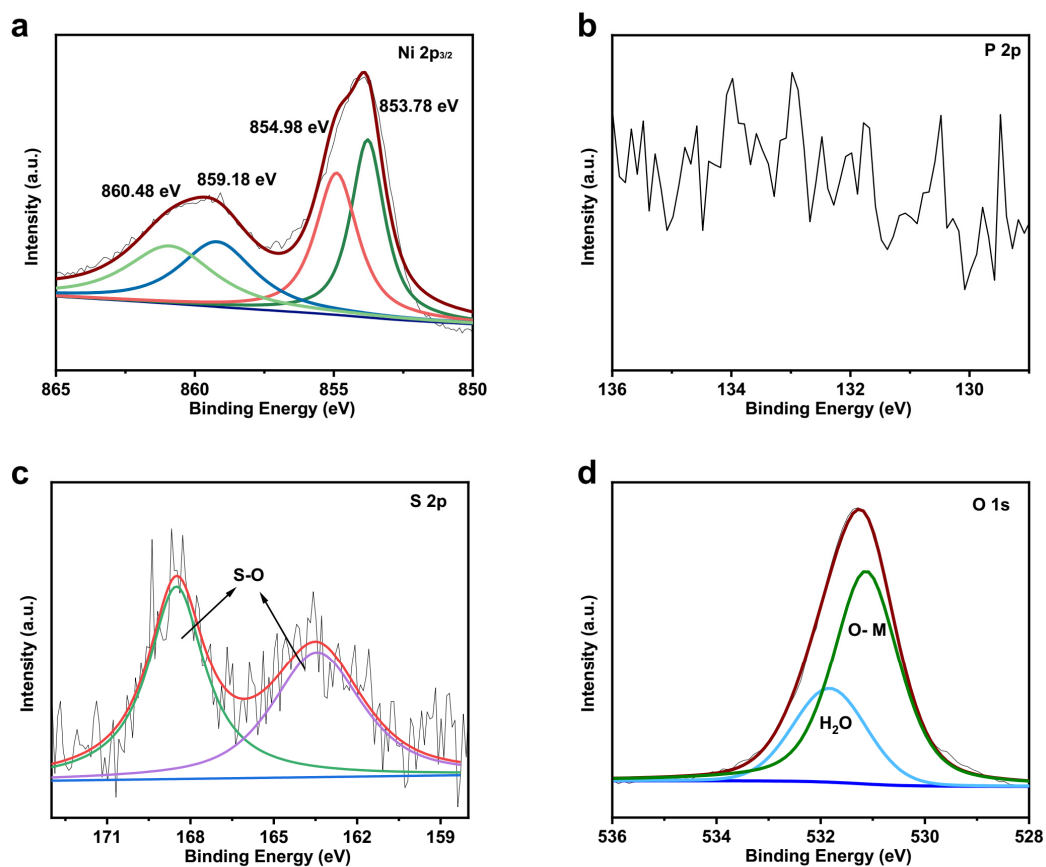 a
Ni 2p3/2
853.78 eV
854.98 eV
859.18 eV
860.48 eV
Intensity (a.u.)
865 860 855 850
Binding Energy (eV)
b
P 2p
Intensity (a.u.)
136 134 132 130
Binding Energy (eV)
c
S 2p
S-O
Intensity (a.u.)
171 168 165 162 159
Binding Energy (eV)
d
O 1s
O- M
H2O
Intensity (a.u.)
536 534 532 530 528
Binding Energy (eV)